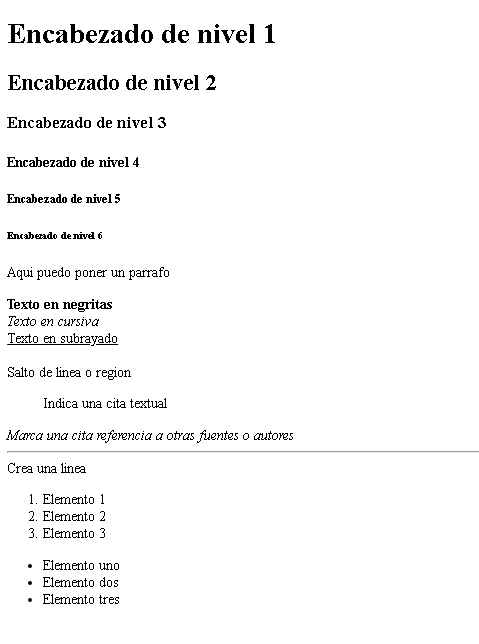 Encabezado de nivel 1
Encabezado de nivel 2
Encabezado de nivel 3
Encabezado de nivel 4
Encabezado de nivel 5
Encabezado de nivel 6
Aqui puedo poner un parrafo
Texto en negritas
Texto en cursiva
Texto en subrayado
Salto de linea o region
Indica una cita textual
Marca una cita referencia a otras fuentes o autores
Crea una linea
1. Elemento 1
2. Elemento 2
3. Elemento 3
• Elemento uno
• Elemento dos
• Elemento tres